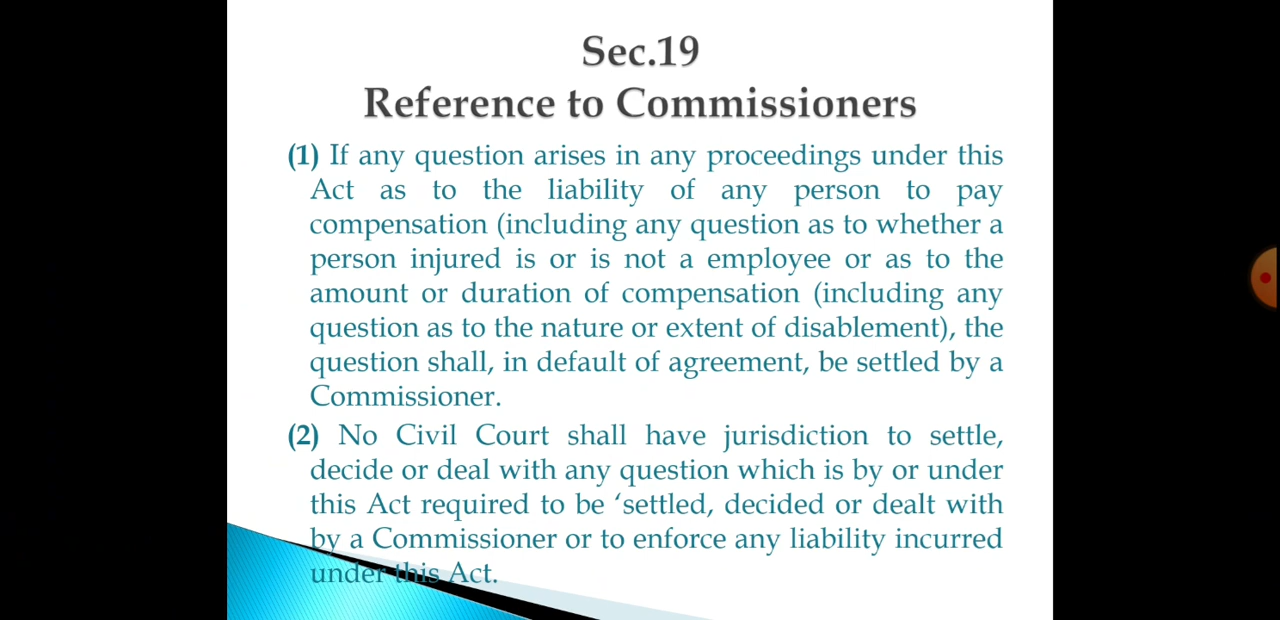 Sec.19
Reference to Commissioners
(1) If any question arises in any proceedings under this
Act as to the liability of any person to pay
compensation (including any question as to whether a
person injured is or is not a employee or as to the
amount or duration of compensation (including any
question as to the nature or extent of disablement), the
question shall, in default of agreement, be settled by a
Commissioner.
(2) No Civil Court shall have jurisdiction to settle,
decide or deal with any question which is by or under
this Act required to be ‘settled, decided or dealt with
by a Commissioner or to enforce any liability incurred
under this Act.